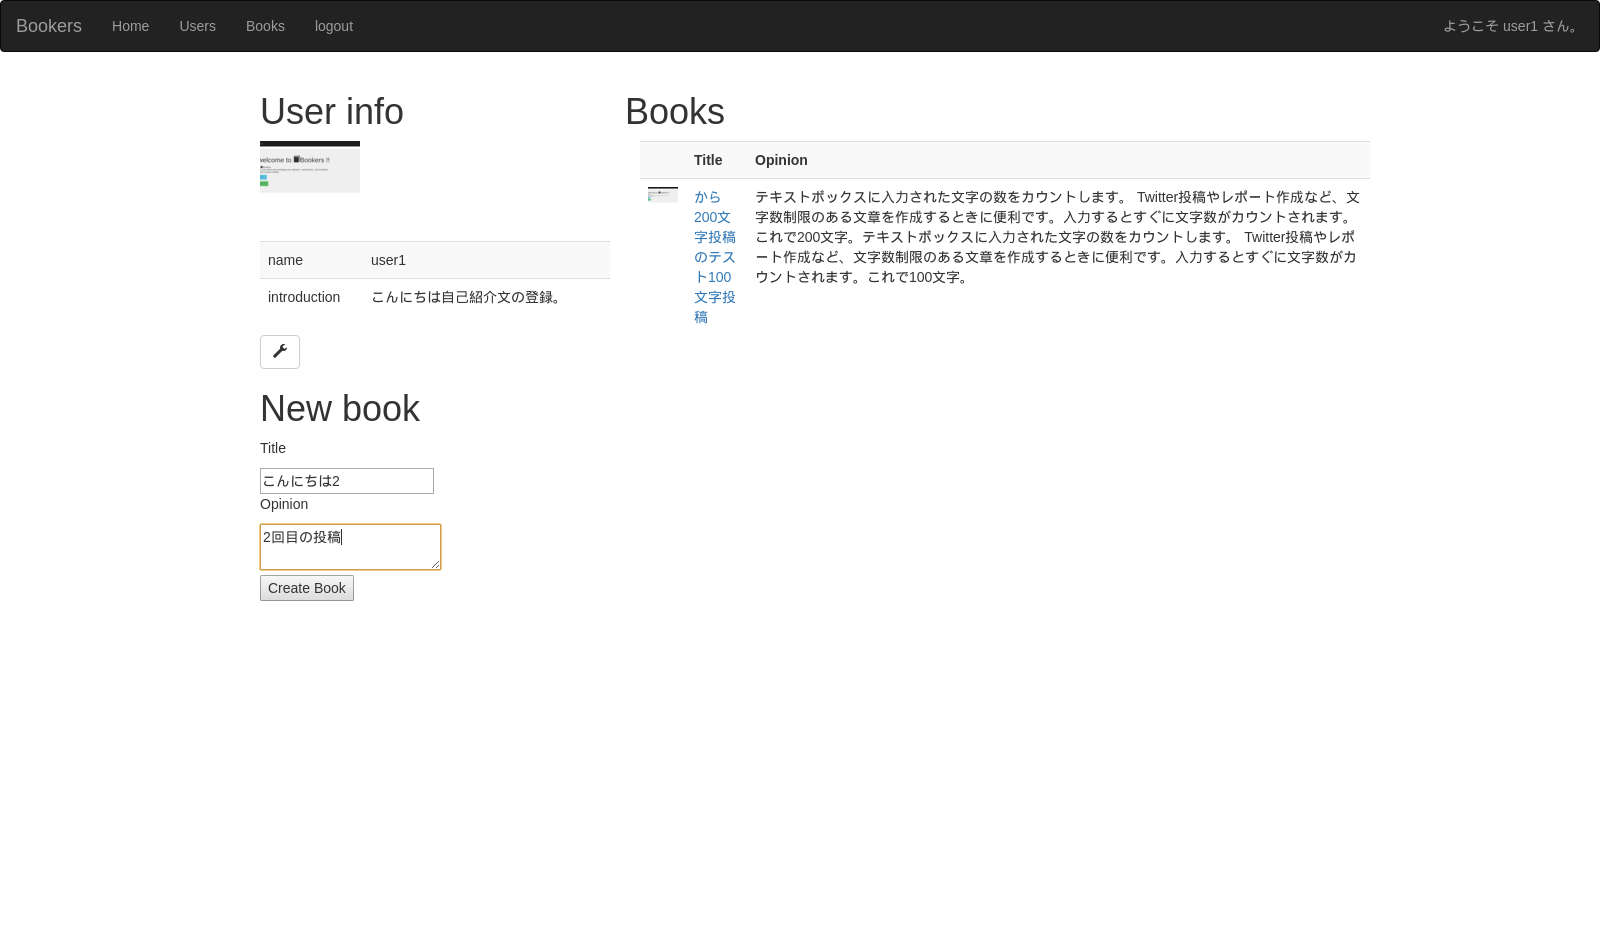 Bookers Home Users Books logout ようこそ user1 さん。
User info
welcome to Bookers !!
name user1
introduction こんにちは自己紹介文の登録。
New book
Title
こんにちは2
Opinion
2回目の投稿
Create Book
Books
Title Opinion
から
200文
字投稿
のテス
ト100
文字投
稿
テキストボックスに入力された文字の数をカウントします。 Twitter投稿やレポート作成など、文
字数制限のある文章を作成するときに便利です。入力するとすぐに文字数がカウントされます。
これで200文字。テキストボックスに入力された文字の数をカウントします。 Twitter投稿やレポ
ート作成など、文字数制限のある文章を作成するときに便利です。入力するとすぐに文字数がカ
ウントされます。これで100文字。